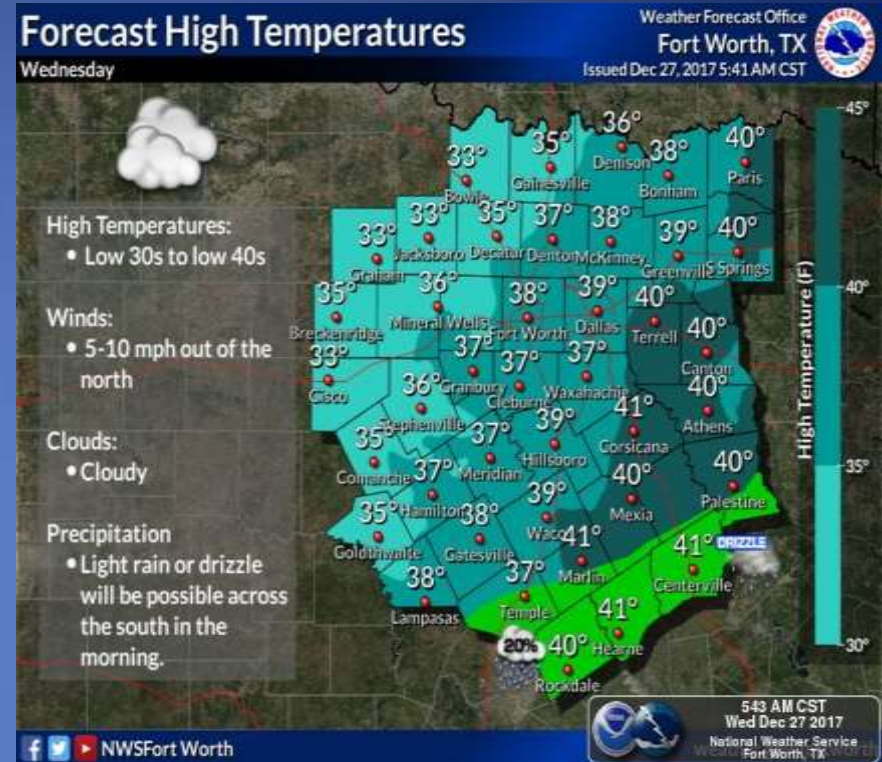 Forecast High Temperatures
Wednesday
Weather Forecast Office
Fort Worth, TX
Issued Dec 27, 2017 5:41 AM CST
High Temperatures:
• Low 30s to low 40s
Winds:
• 5-10 mph out of the
north
Clouds:
• Cloudy
Precipitation
• Light rain or drizzle
will be possible across
the south in the
morning.
33° Bowie
35° Gainesville
36° Denison
38° Bonham
40° Paris
33° Graham
33° Jacksboro
35° Decatur
37° Denton
38° McKinney
39° Greenville
40° S Springs
35° Breckenridge
36° Mineral Wells
38° Fort Worth
39° Dallas
40° Terrell
40° Canton
33° Cisco
36° Stephenville
37° Granbury
37° Cleburne
37° Waxahachie
40° Athens
35° Comanche
37° Hamilton
37° Meridian
39° Hillsboro
41° Corsicana
40° Palestine
35° Goldthwaite
38° Gatesville
39° Waco
40° Mexia
38° Lampasas
37° Temple
41° Marlin
41° Centerville
DRIZZLE
20%
40° Rockdale
41° Hearne
45°
40°
35°
30°
High Temperature (F)
NWSFort Worth
543 AM CST
Wed Dec 27 2017
National Weather Service
Fort Worth, TX